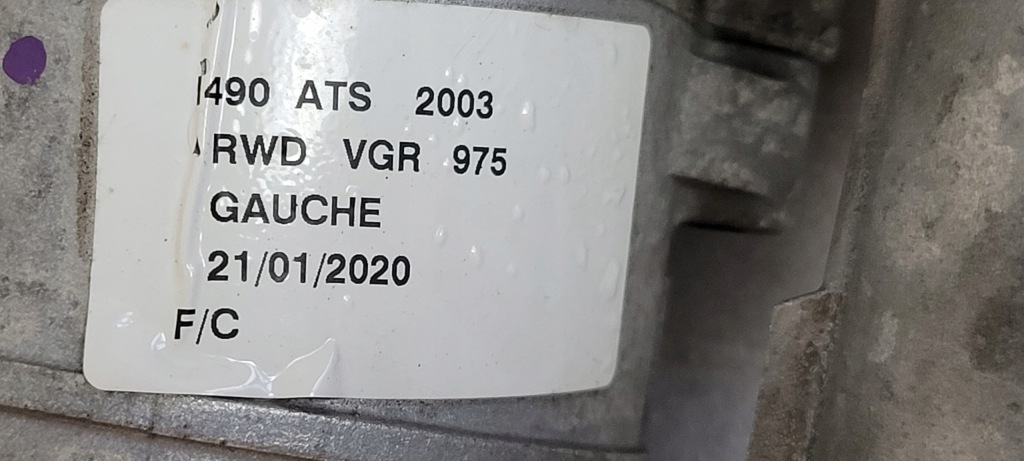 490 ATS 2003
RWD VGR 975
GAUCHE
21/01/2020
F/C